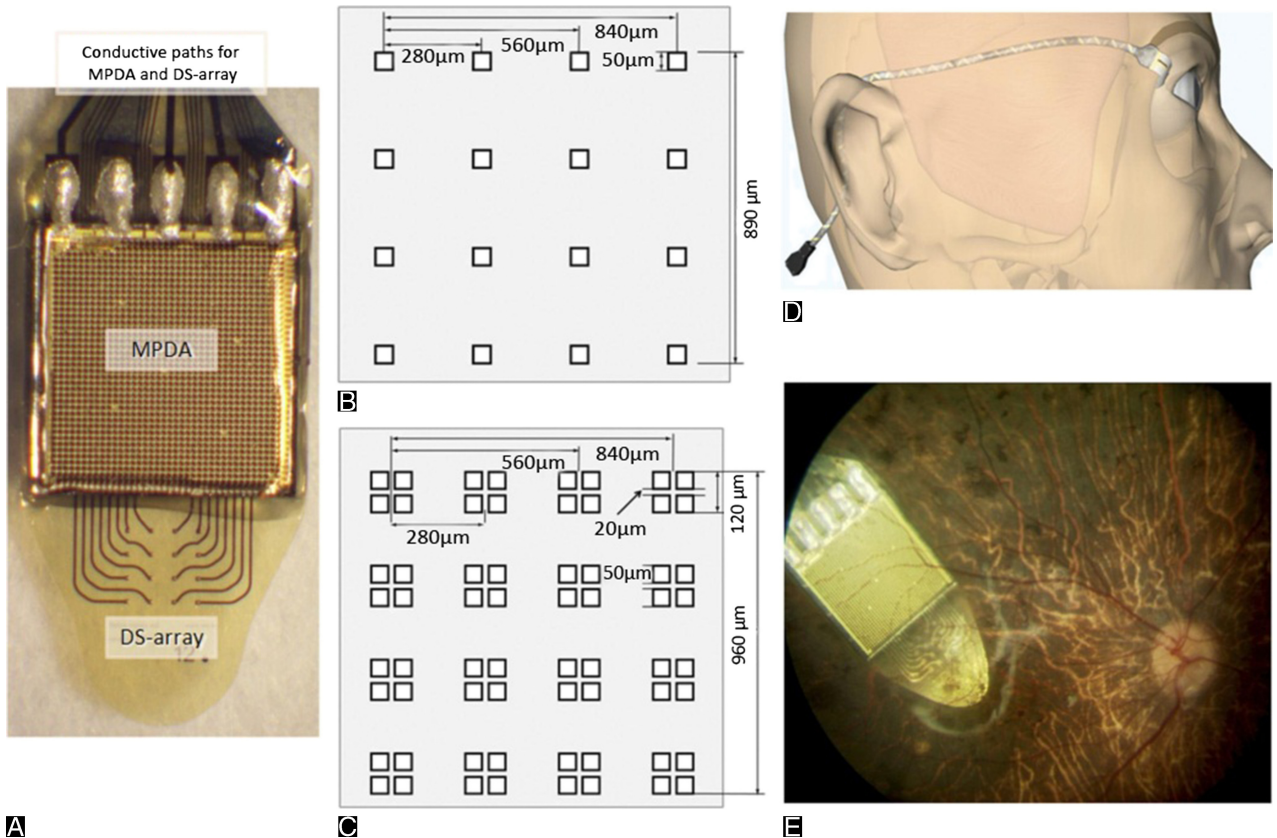 Conductive paths for
MPDA and DS-array
MPDA
DS-array
A
840μm
560μm
280μm
50μm
890 μm
B
840μm
560μm
280μm
20μm
120 μm
50μm
960 μm
C
D
E